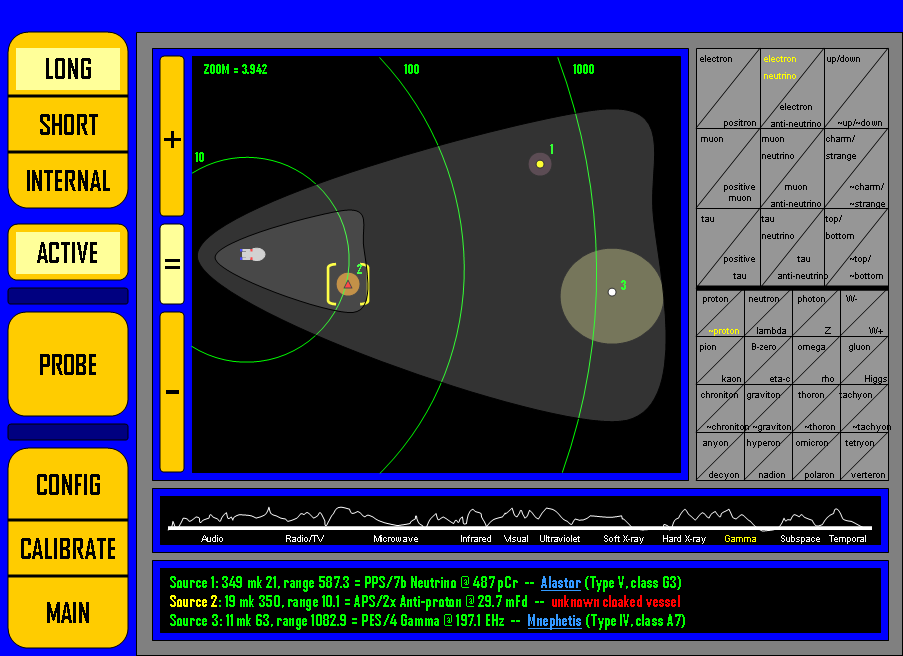 LONG
SHORT
INTERNAL
ACTIVE
PROBE
CONFIG
CALIBRATE
MAIN
+
=
-
ZOOM = 3.942
100
1000
10
1
2
3
electron
positron
electron
neutrino
electron
anti-neutrino
up/down
~up/~down
muon
positive
muon
muon
neutrino
muon
anti-neutrino
charm/
strange
~charm/
~strange
tau
positive
tau
tau
neutrino
tau
anti-neutrino
top/
bottom
~top/
~bottom
proton
~proton
neutron
lambda
photon
Z
W-
W+
pion
kaon
B-zero
eta-c
omega
rho
gluon
Higgs
chroniton
~chroniton
graviton
~graviton
thoron
~thoron
tachyon
~tachyon
anyon
decyon
hyperon
nadion
omicron
polaron
tetryon
verteron
Audio Radio/TV Microwave Infrared Visual Ultraviolet Soft X-ray Hard X-ray Gamma Subspace Temporal
Source 1: 349 mk 21, range 587.3 = PPS/7b Neutrino @ 487 pCr -- Alastor (Type V, class G3)
Source 2: 19 mk 350, range 10.1 = APS/2x Anti-proton @ 29.7 mFd -- unknown cloaked vessel
Source 3: 11 mk 63, range 1082.9 = PES/4 Gamma @ 197.1 EHz -- Mnephetis (Type IV, class A7)